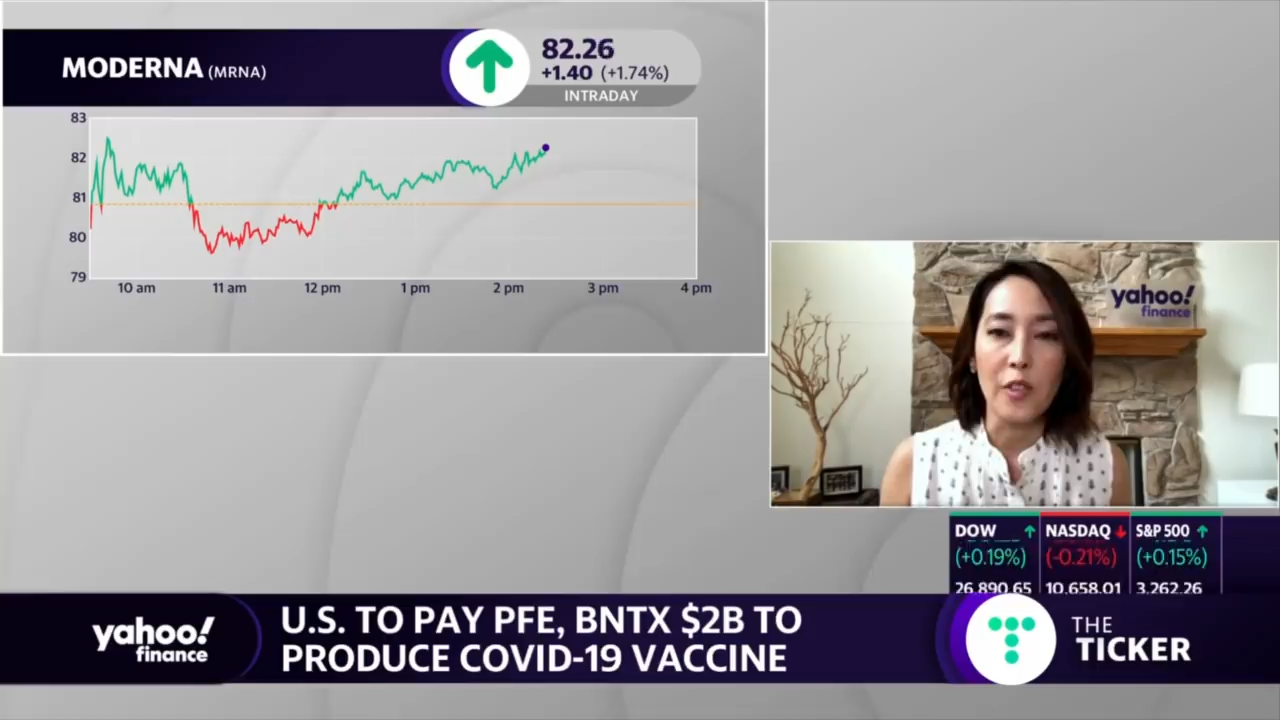 MODERNA (MRNA)
82.26
+1.40 (+1.74%)
INTRADAY
83
82
81
80
79
10 am 11 am 12 pm 1 pm 2 pm 3 pm 4 pm
yahoo!
finance
DOW NASDAQ S&P 500
(+0.19%) (-0.21%) (+0.15%)
26,890.65 10,658.01 3,262.26
yahoo!
finance
U.S. TO PAY PFE, BNTX $2B TO
PRODUCE COVID-19 VACCINE
THE
TICKER